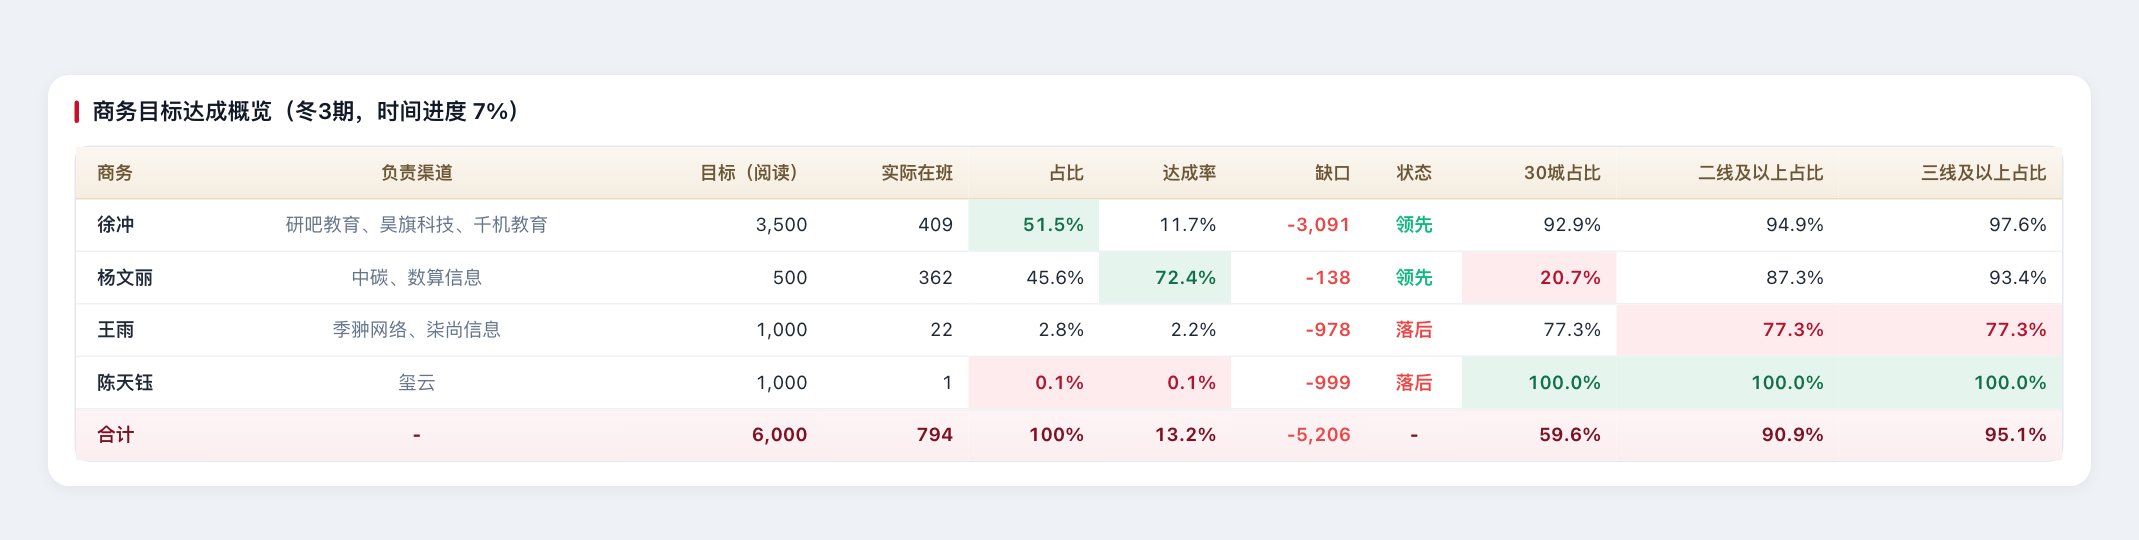 商务目标达成概览（冬3期，时间进度 7%）
商务 负责渠道 目标（阅读） 实际在班 占比 达成率 缺口 状态 30城占比 二线及以上占比 三线及以上占比
徐冲 研吧教育、昊旗科技、千机教育 3,500 409 51.5% 11.7% -3,091 领先 92.9% 94.9% 97.6%
杨文丽 中碳、数算信息 500 362 45.6% 72.4% -138 领先 20.7% 87.3% 93.4%
王雨 季翀网络、柒尚信息 1,000 22 2.8% 2.2% -978 落后 77.3% 77.3% 77.3%
陈天钰 玺云 1,000 1 0.1% 0.1% -999 落后 100.0% 100.0% 100.0%
合计 - 6,000 794 100% 13.2% -5,206 - 59.6% 90.9% 95.1%